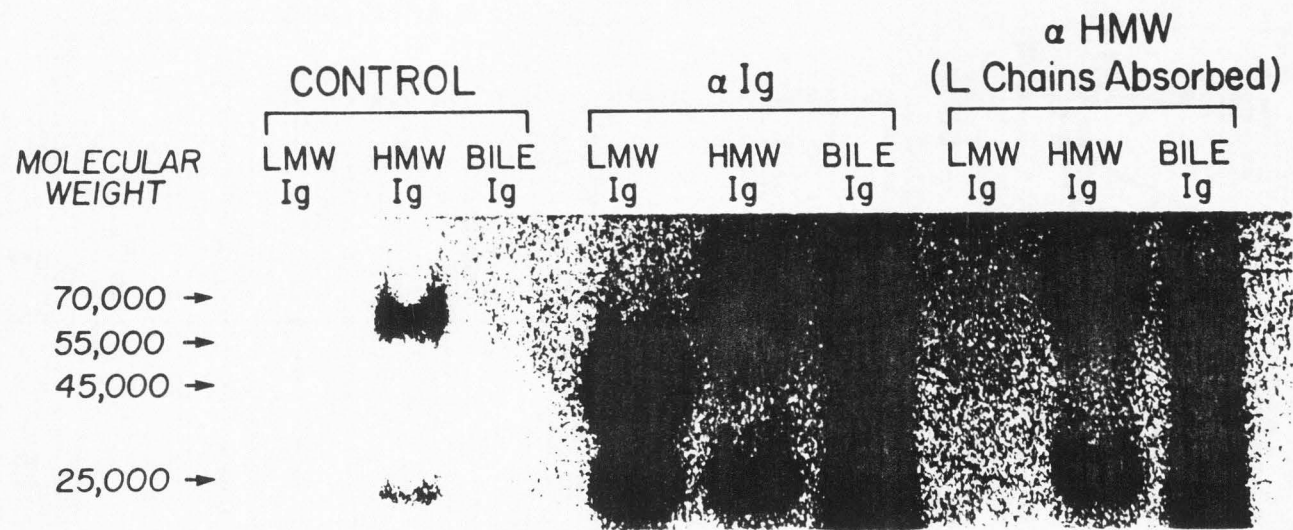 α HMW
CONTROL α Ig (L Chains Absorbed)
MOLECULAR WEIGHT
LMW Ig HMW Ig BILE Ig LMW Ig HMW Ig BILE Ig LMW Ig HMW Ig BILE Ig
70,000 →
55,000 →
45,000 →
25,000 →